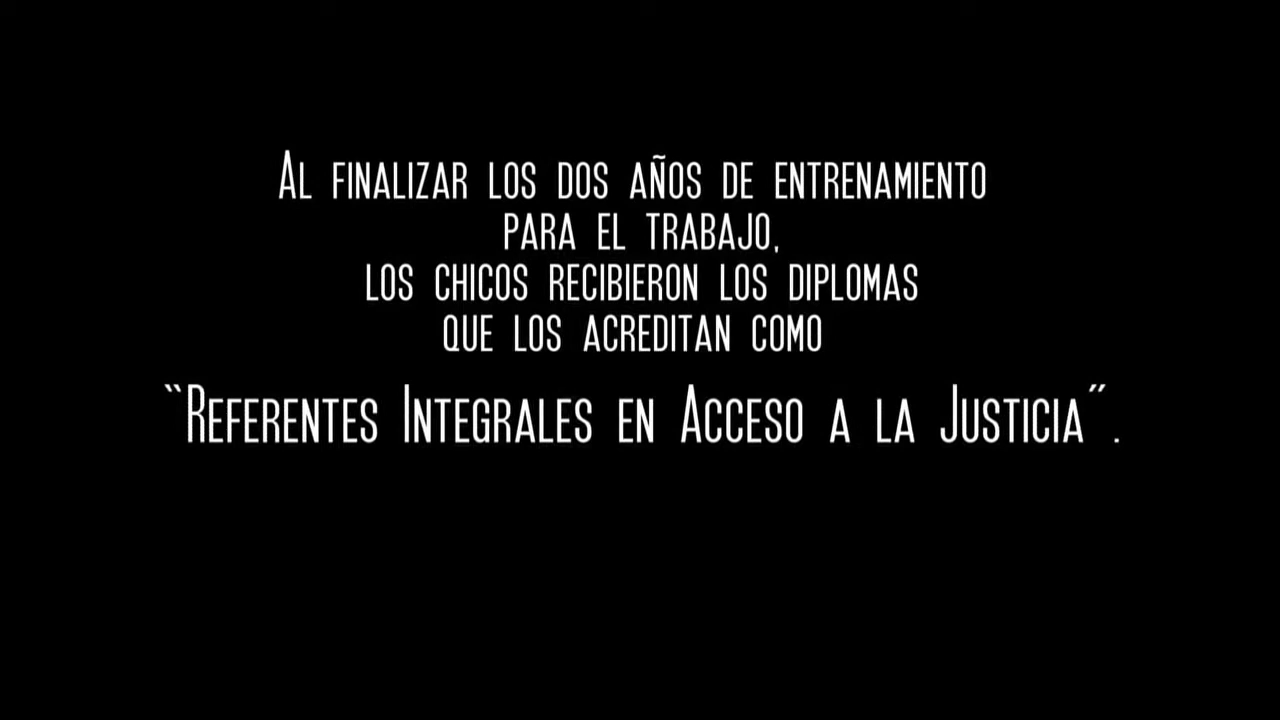 Al finalizar los dos años de entrenamiento
para el trabajo,
los chicos recibieron los diplomas
que los acreditan como
“Referentes Integrales en Acceso a la Justicia”.